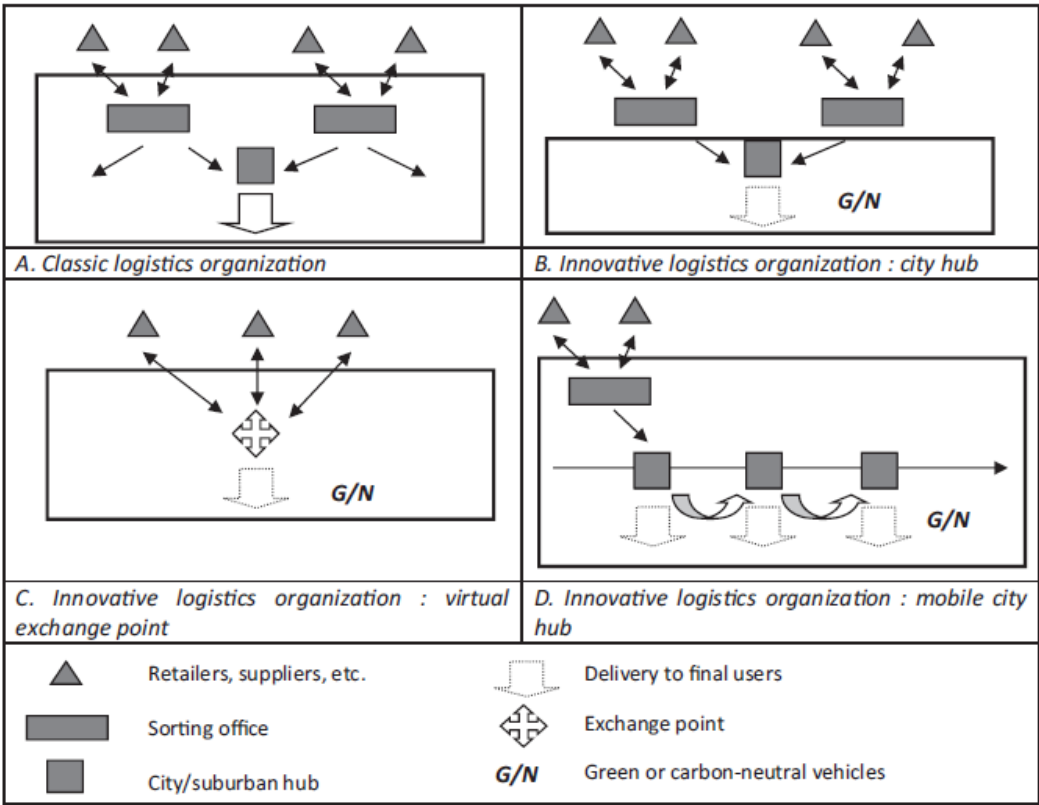 G/N
A. Classic logistics organization
B. Innovative logistics organization : city hub
G/N
G/N
C. Innovative logistics organization : virtual
exchange point
D. Innovative logistics organization : mobile city
hub
Retailers, suppliers, etc.
Delivery to final users
Sorting office
Exchange point
City/suburban hub
G/N Green or carbon-neutral vehicles